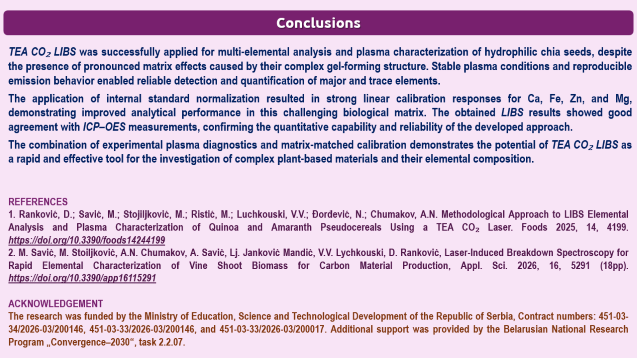 Conclusions
TEA CO₂ LIBS was successfully applied for multi-elemental analysis and plasma characterization of hydrophilic chia seeds, despite
the presence of pronounced matrix effects caused by their complex gel-forming structure. Stable plasma conditions and reproducible
emission behavior enabled reliable detection and quantification of major and trace elements.
The application of internal standard normalization resulted in strong linear calibration responses for Ca, Fe, Zn, and Mg,
demonstrating improved analytical performance in this challenging biological matrix. The obtained LIBS results showed good
agreement with ICP–OES measurements, confirming the quantitative capability and reliability of the developed approach.
The combination of experimental plasma diagnostics and matrix-matched calibration demonstrates the potential of TEA CO₂ LIBS as
a rapid and effective tool for the investigation of complex plant-based materials and their elemental composition.
REFERENCES
1. Ranković, D.; Savić, M.; Stojiljković, M.; Ristić, M.; Luchkouski, V.V.; Đorđević, N.; Chumakov, A.N. Methodological Approach to LIBS Elemental
Analysis and Plasma Characterization of Quinoa and Amaranth Pseudocereals Using a TEA CO₂ Laser. Foods 2025, 14, 4199.
https://doi.org/10.3390/foods14244199
2. M. Savić, M. Stoiljković, A.N. Chumakov, A. Savić, Lj. Janković Mandić, V.V. Lychkouski, D. Ranković, Laser-Induced Breakdown Spectroscopy for
Rapid Elemental Characterization of Vine Shoot Biomass for Carbon Material Production, Appl. Sci. 2026, 16, 5291 (18pp).
https://doi.org/10.3390/app16115291
ACKNOWLEDGEMENT
The research was funded by the Ministry of Education, Science and Technological Development of the Republic of Serbia, Contract numbers: 451-03-
34/2026-03/200146, 451-03-33/2026-03/200146, and 451-03-33/2026-03/200017. Additional support was provided by the Belarusian National Research
Program „Convergence–2030“, task 2.2.07.